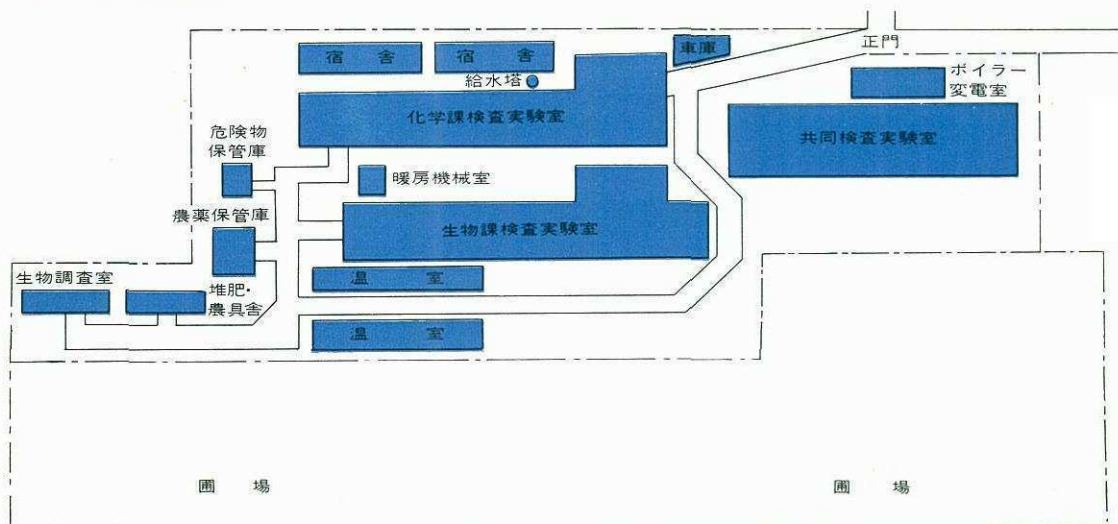 宿 舎
宿 舎
車庫
正門
給水塔
ボイラー
変電室
化学課検査実験室
共同検査実験室
危険物
保管庫
暖房機械室
農薬保管庫
生物課検査実験室
生物調査室
温 室
堆肥・
農具舎
温 室
圃 場
圃 場